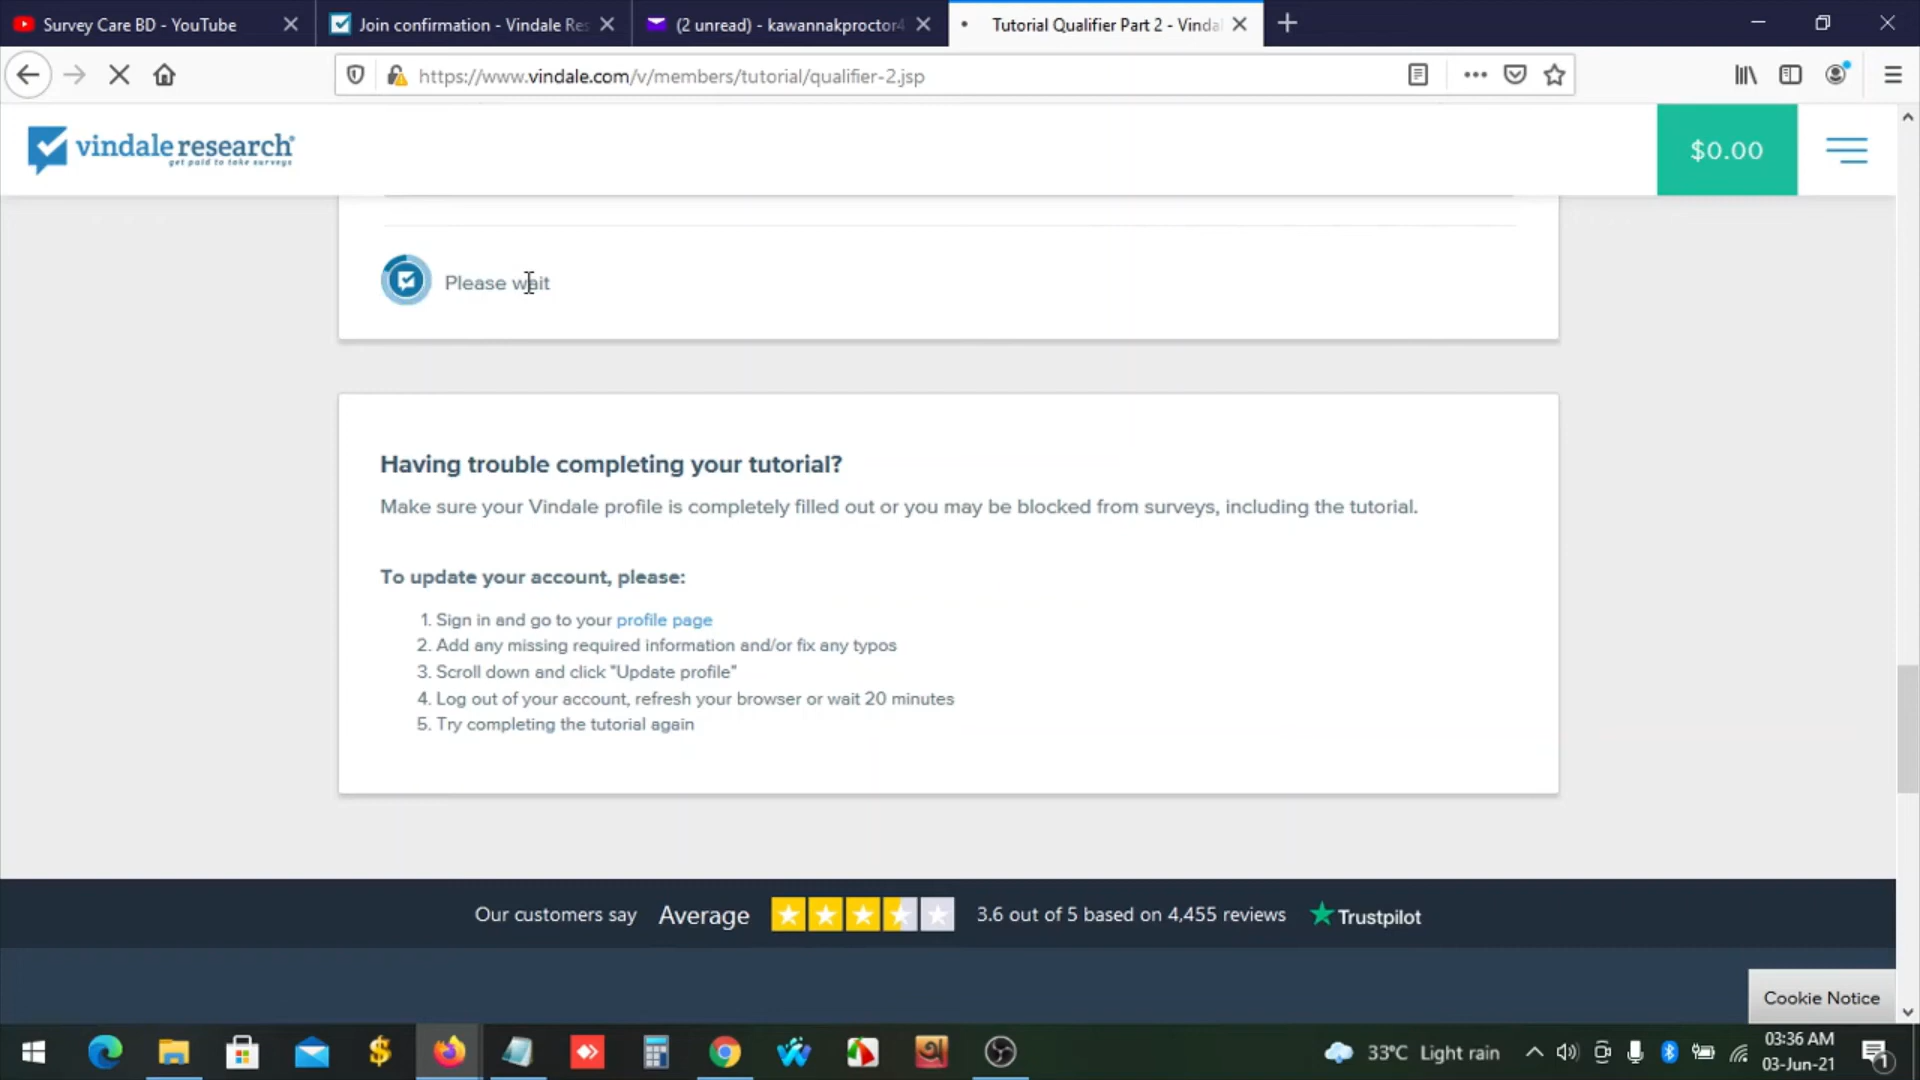 Survey Care BD - YouTube
Join confirmation - Vindale Res
(2 unread) - kawannakproctor4
Tutorial Qualifier Part 2 - Vindal
https://www.vindale.com/v/members/tutorial/qualifier-2.jsp
vindale research
get paid to take surveys
$0.00
Please wait
Having trouble completing your tutorial?
Make sure your Vindale profile is completely filled out or you may be blocked from surveys, including the tutorial.
To update your account, please:
1. Sign in and go to your profile page
2. Add any missing required information and/or fix any typos
3. Scroll down and click "Update profile"
4. Log out of your account, refresh your browser or wait 20 minutes
5. Try completing the tutorial again
Our customers say Average 3.6 out of 5 based on 4,455 reviews Trustpilot
Cookie Notice
33°C Light rain
03:36 AM
03-Jun-21
1